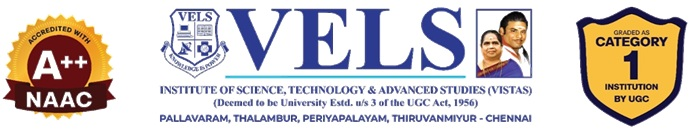 ACCREDITED WITH
A++
NAAC
VELS
KNOWLEDGE IS POWER
VELS
INSTITUTE OF SCIENCE, TECHNOLOGY & ADVANCED STUDIES (VISTAS)
(Deemed to be University Estd. u/s 3 of the UGC Act, 1956)
PALLAVARAM, THALAMBUR, PERIYAPALAYAM, THIRUVANMIYUR - CHENNAI
GRADED AS
CATEGORY
1
INSTITUTION
BY UGC